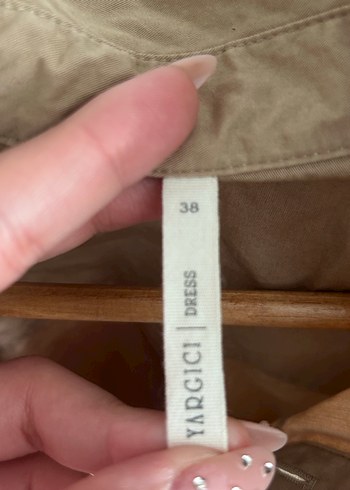 38
YARGICI | DRESS